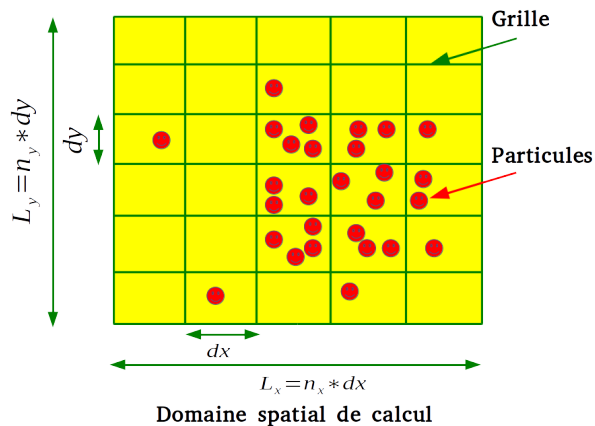 Grille
L_y=n_y*dy
dy
Particules
dx
L_x=n_x*dx
Domaine spatial de calcul